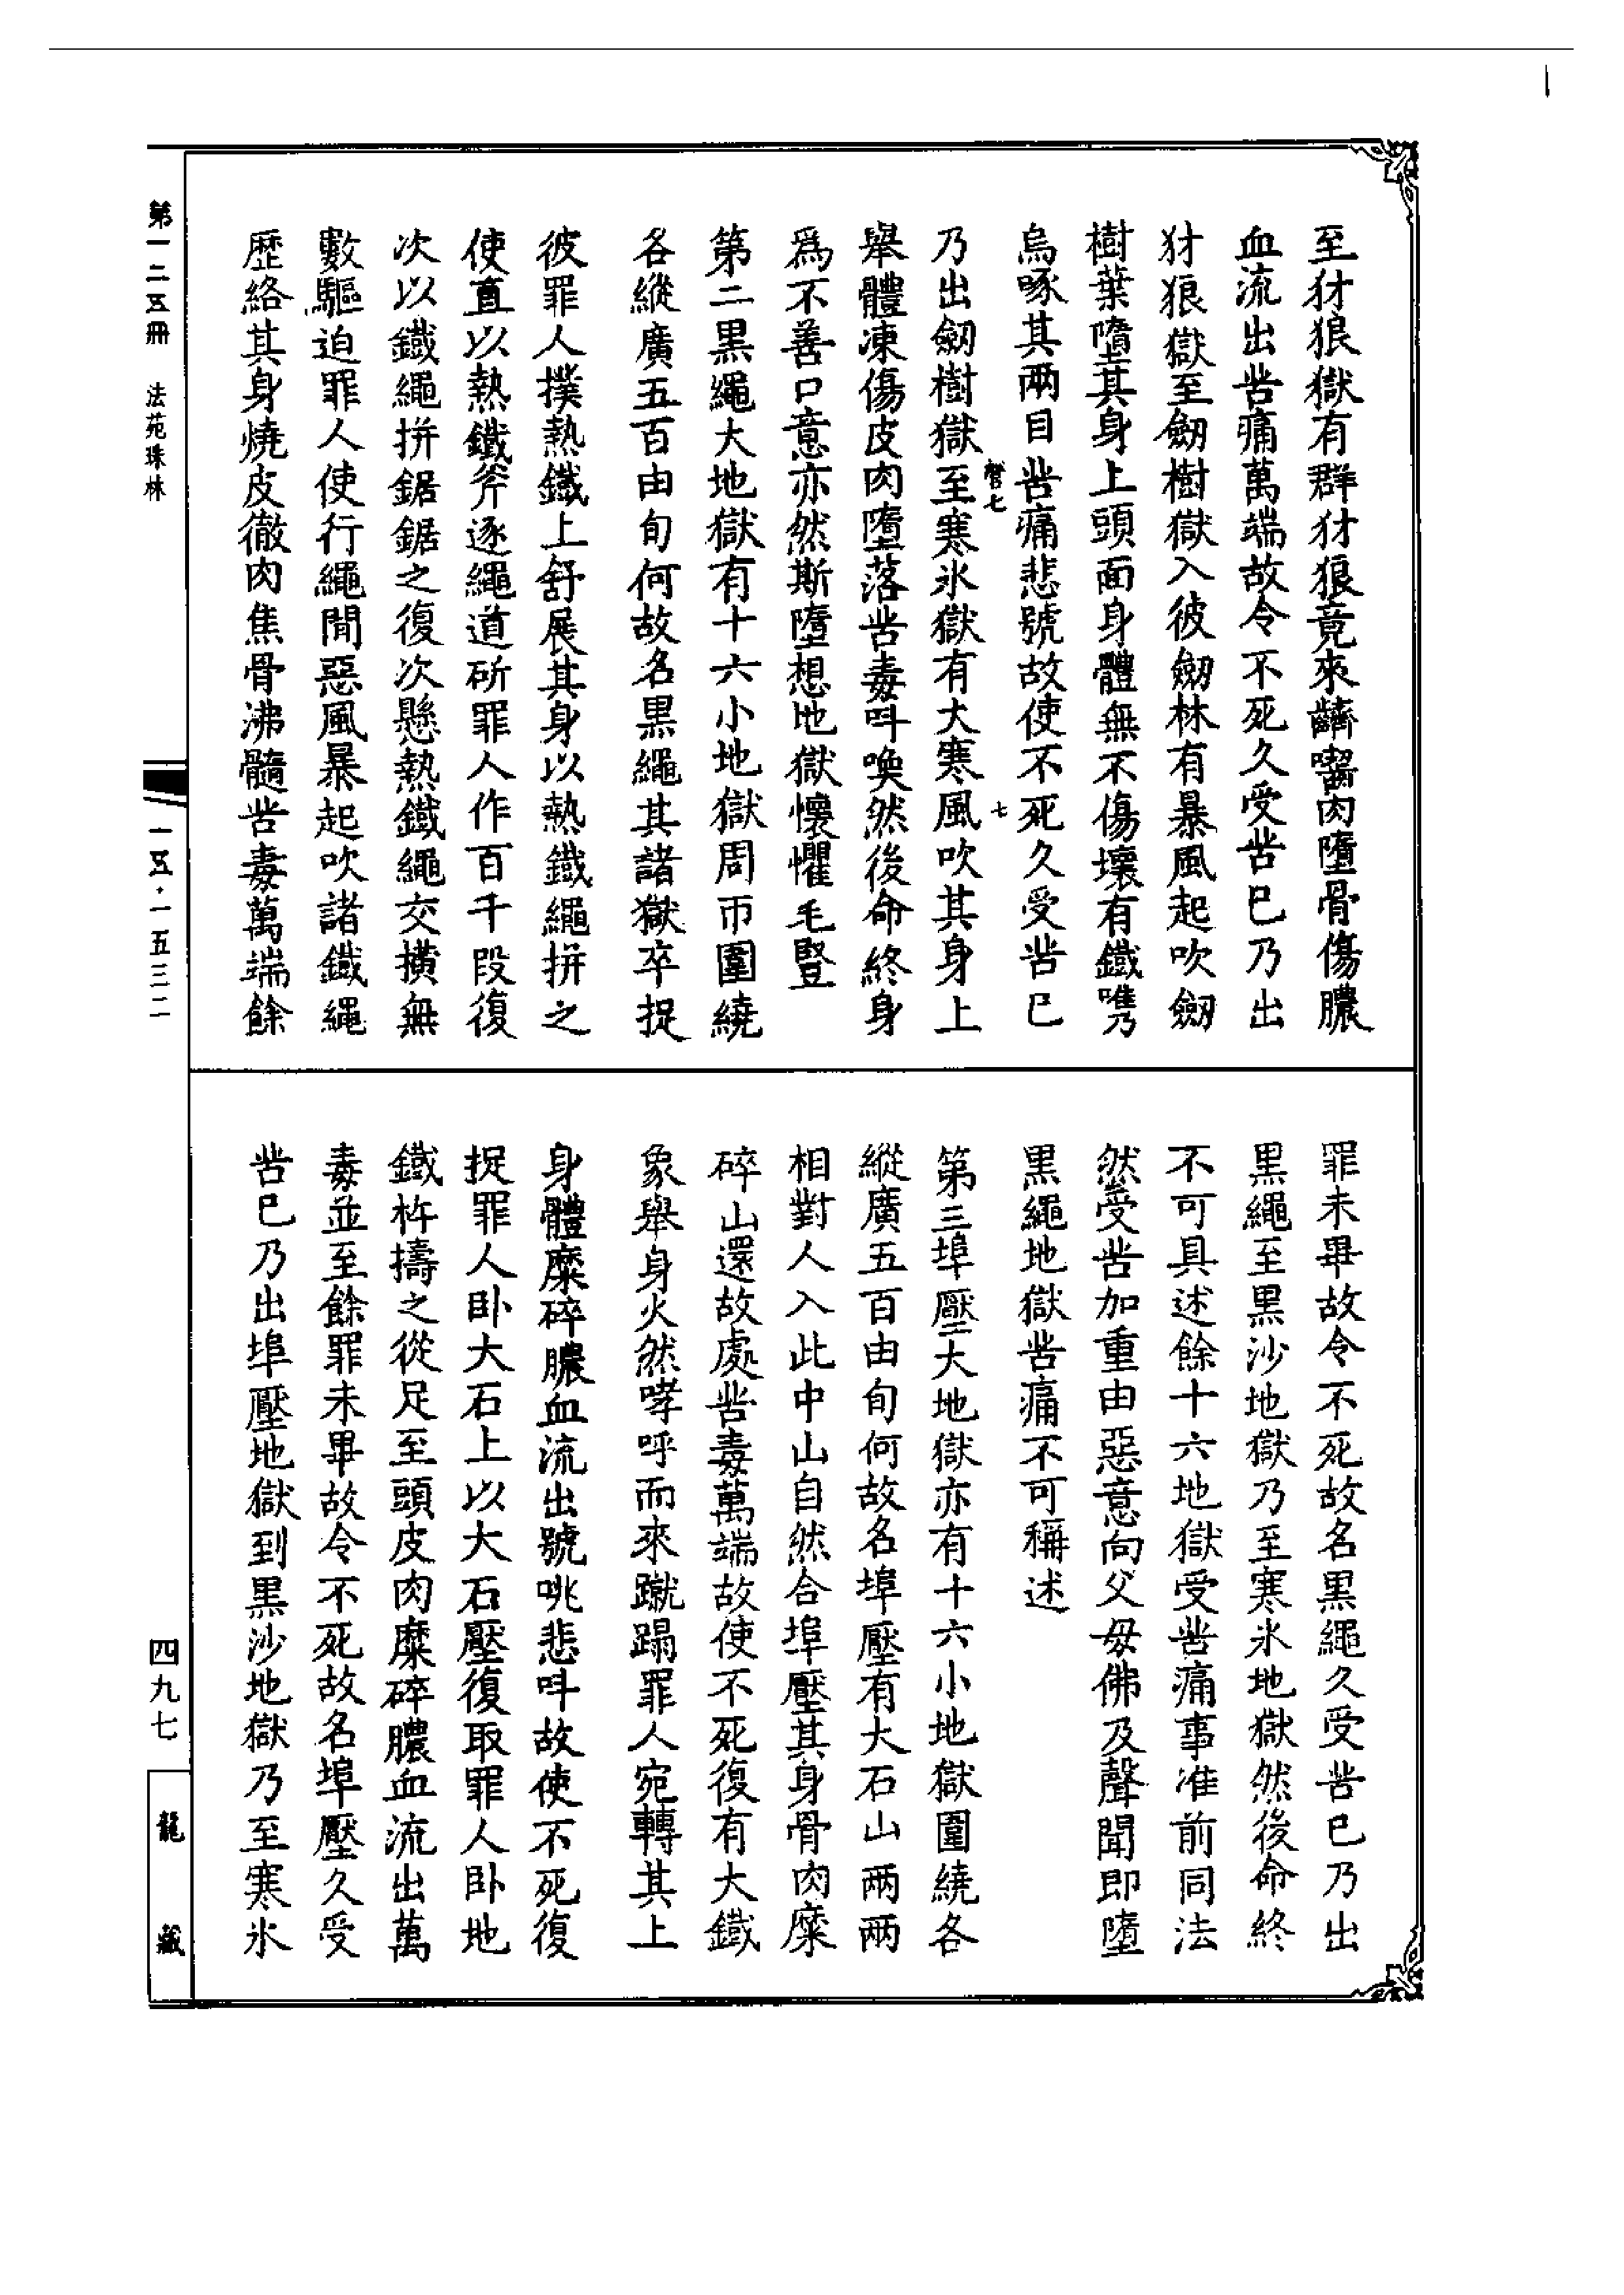 至犲狼獄有群犲狼竟來齩齧肉墮骨傷膿
血流出苦痛萬端故令不死久受苦已乃出
犲狼獄至劒樹獄入彼劒林有暴風起吹劒
樹葉墮其身上頭面身體無不傷壞有鐵㗱乃
烏啄其兩目苦痛悲號故使不死久受苦已
乃出劒樹獄至寒氷獄有大寒風吹其身上
舉體凍傷皮肉墮落苦毒呌喚然後命終身
為不善口意亦然斯墮想地獄懷懼毛豎
第二黑繩大地獄有十六小地獄周帀圍繞
各縱廣五百由旬何故名黑繩其諸獄卒捉
彼罪人撲熱鐵上舒展其身以熱鐵繩拼之
使直以熱鐵斧逐繩道斫罪人作百千段復
次以鐵繩拼鋸鋸之復次懸熱鐵繩交橫無
數驅迫罪人使行繩間惡風暴起吹諸鐵繩
歷絡其身燒皮徹肉焦骨沸髓苦毒萬端餘
罪未畢故令不死故名黑繩久受苦已乃出
黑繩至黑沙地獄乃至寒氷地獄然後命終
不可具述餘十六地獄受苦痛事准前同法
然受苦加重由惡意向父母佛及聲聞即墮
黑繩地獄苦痛不可稱述
第三埠壓大地獄亦有十六小地獄圍繞各
縱廣五百由旬何故名埠壓有大石山兩兩
相對人入此中山自然合埠壓其身骨肉糜
碎山還故處苦毒萬端故使不死復有大鐵
象舉身火然哮呼而來蹴蹋罪人宛轉其上
身體糜碎膿血流出號咷悲呌故使不死復
捉罪人卧大石上以大石壓復取罪人卧地
鐵杵擣之從足至頭皮肉糜碎膿血流出萬
毒並至餘罪未畢故令不死故名埠壓久受
苦已乃出埠壓地獄到黑沙地獄乃至寒氷
第一二五冊 法苑珠林
一五·一五三二
四九七
龍藏
七